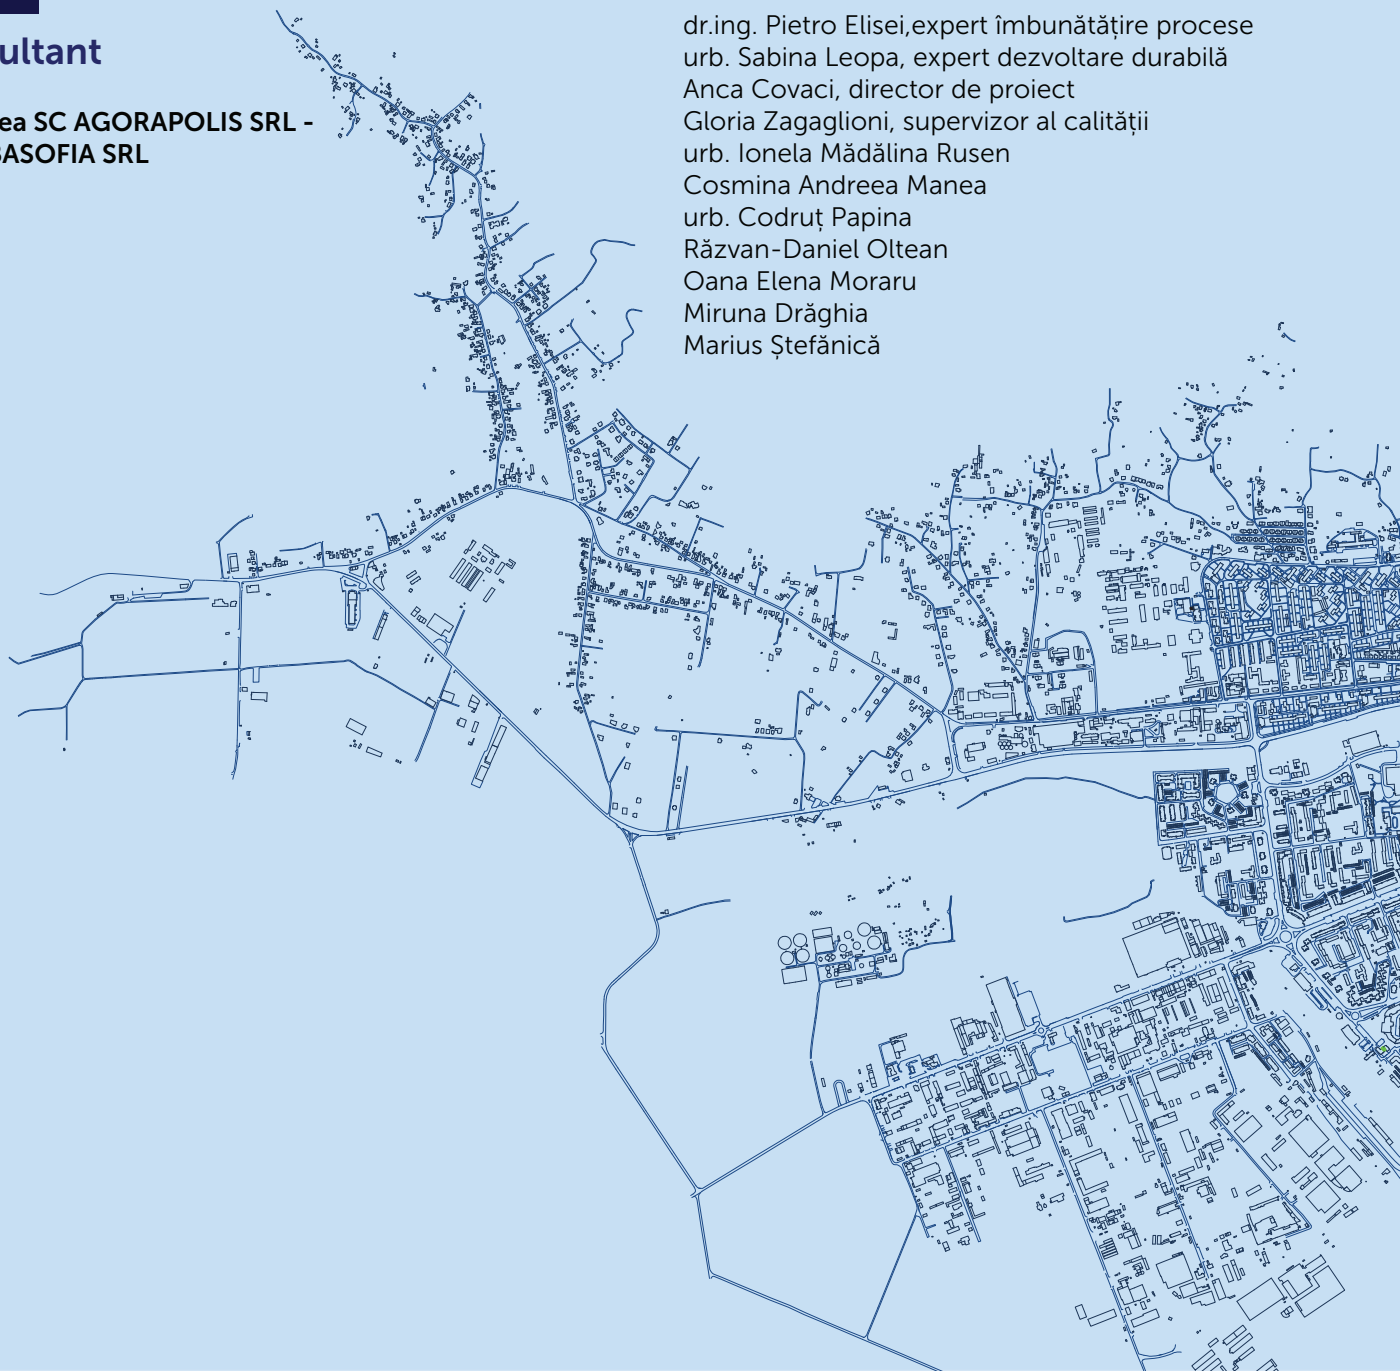 ultant
ea SC AGORAPOLIS SRL -
BASOFIA SRL
dr.ing. Pietro Elisei,expert îmbunătățire procese
urb. Sabina Leopa, expert dezvoltare durabilă
Anca Covaci, director de proiect
Gloria Zagaglioni, supervizor al calității
urb. Ionela Mădălina Rusen
Cosmina Andreea Manea
urb. Codruț Papina
Răzvan-Daniel Oltean
Oana Elena Moraru
Miruna Drăghia
Marius Ștefănică